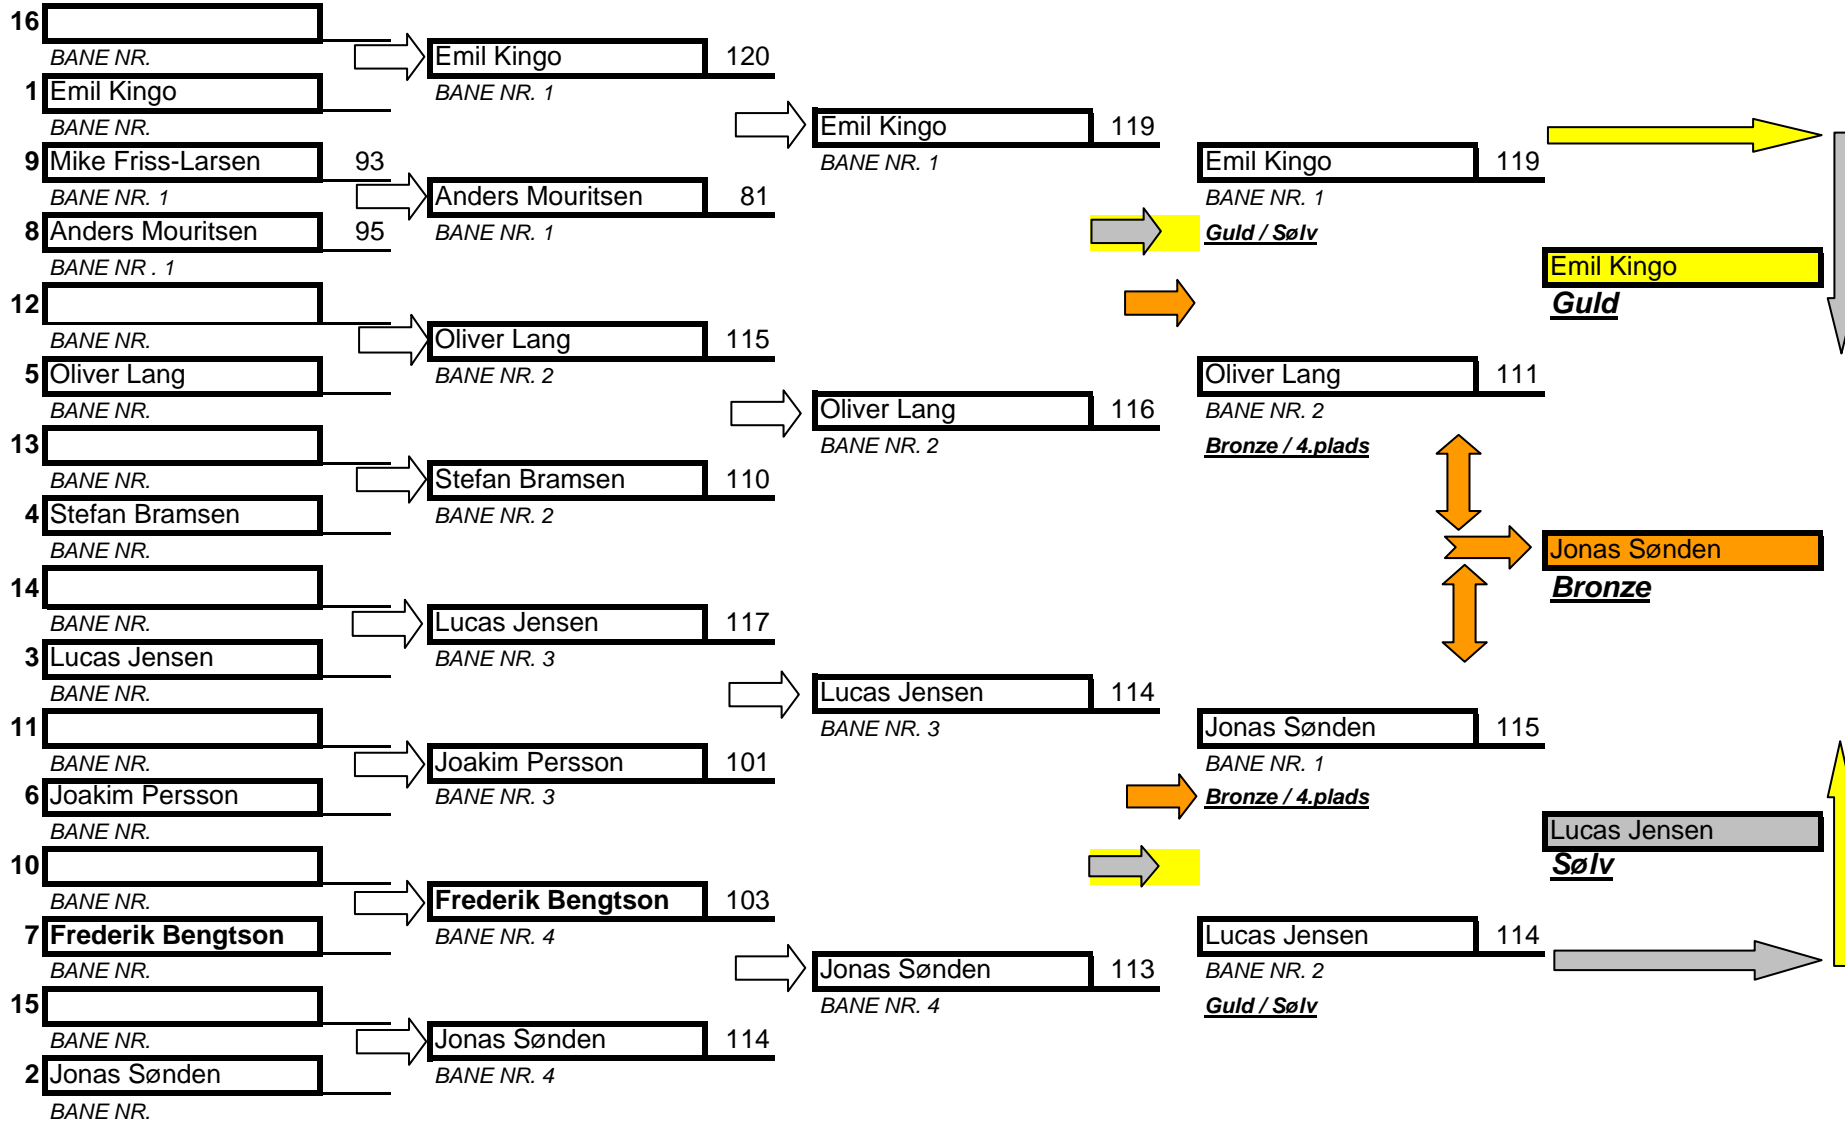 16
BANE NR.
1 Emil Kingo
BANE NR.
9 Mike Friss-Larsen 93
BANE NR. 1
8 Anders Mouritsen 95
BANE NR . 1
12
BANE NR.
5 Oliver Lang
BANE NR.
13
BANE NR.
4 Stefan Bramsen
BANE NR.
14
BANE NR.
3 Lucas Jensen
BANE NR.
11
BANE NR.
6 Joakim Persson
BANE NR.
10
BANE NR.
7 Frederik Bengtson
BANE NR.
15
BANE NR.
2 Jonas Sønden
BANE NR.
Emil Kingo 120
BANE NR. 1
Anders Mouritsen 81
BANE NR. 1
Oliver Lang 115
BANE NR. 2
Stefan Bramsen 110
BANE NR. 2
Lucas Jensen 117
BANE NR. 3
Joakim Persson 101
BANE NR. 3
Frederik Bengtson 103
BANE NR. 4
Jonas Sønden 114
BANE NR. 4
Emil Kingo 119
BANE NR. 1
Oliver Lang 116
BANE NR. 2
Lucas Jensen 114
BANE NR. 3
Jonas Sønden 113
BANE NR. 4
Emil Kingo 119
BANE NR. 1
Guld / Sølv
Oliver Lang 111
BANE NR. 2
Bronze / 4.plads
Jonas Sønden 115
BANE NR. 1
Bronze / 4.plads
Lucas Jensen 114
BANE NR. 2
Guld / Sølv
Emil Kingo
Guld
Jonas Sønden
Bronze
Lucas Jensen
Sølv